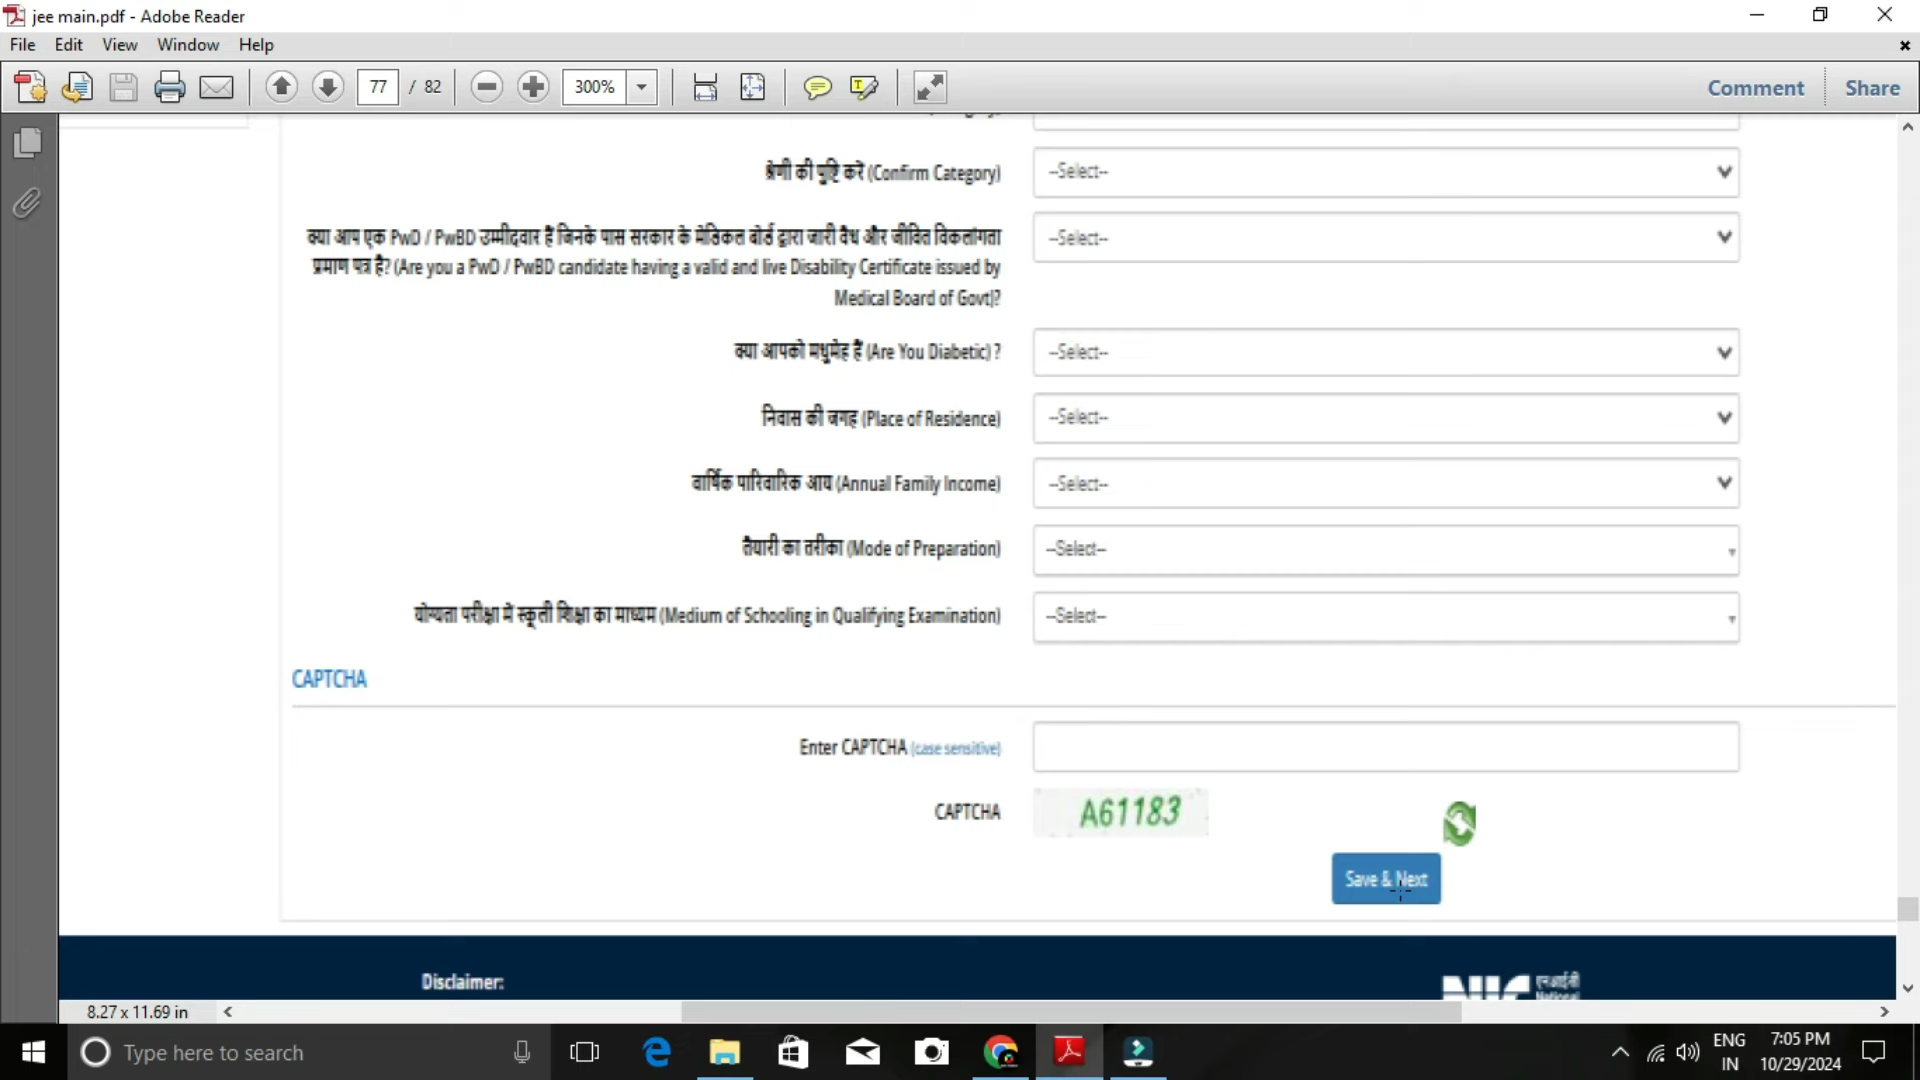 jee main.pdf - Adobe Reader
File Edit View Window Help
77 / 82 300% Comment Share
श्रेणी की पुष्टि करें (Confirm Category) --Select--
क्या आप एक PwD / PwBD उम्मीदवार हैं जिनके पास सरकार के मेडिकल बोर्ड द्वारा जारी वैध और जीवित विकलांगता --Select--
प्रमाण पत्र है? (Are you a PwD / PwBD candidate having a valid and live Disability Certificate issued by
Medical Board of Govt)?
क्या आपको मधुमेह हैं (Are You Diabetic) ? --Select--
निवास की जगह (Place of Residence) --Select--
वार्षिक पारिवारिक आय (Annual Family Income) --Select--
तैयारी का तरीका (Mode of Preparation) --Select--
योग्यता परीक्षा में स्कूली शिक्षा का माध्यम (Medium of Schooling in Qualifying Examination) --Select--
CAPTCHA
Enter CAPTCHA (case sensitive)
CAPTCHA A61183
Save & Next
Disclaimer:
NIC एनआईसी
National
8.27 x 11.69 in
Type here to search
ENG 7:05 PM
IN 10/29/2024